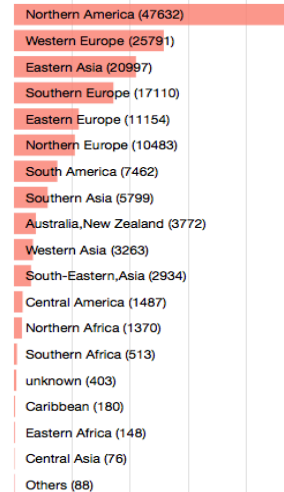 Northern America (47632)
Western Europe (25791)
Eastern Asia (20997)
Southern Europe (17110)
Eastern Europe (11154)
Northern Europe (10483)
South America (7462)
Southern Asia (5799)
Australia,New Zealand (3772)
Western Asia (3263)
South-Eastern,Asia (2934)
Central America (1487)
Northern Africa (1370)
Southern Africa (513)
unknown (403)
Caribbean (180)
Eastern Africa (148)
Central Asia (76)
Others (88)